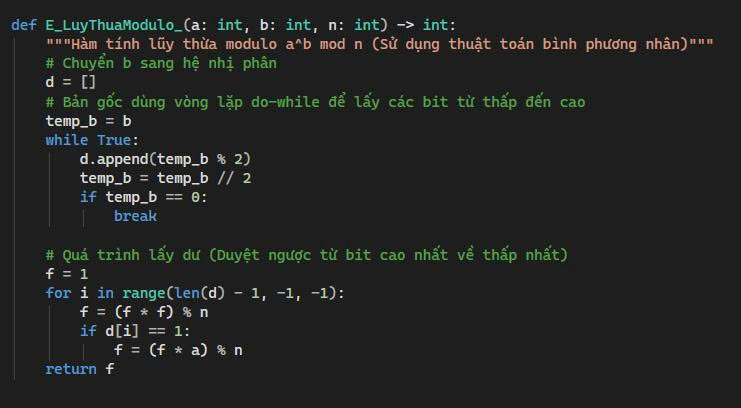 def E_LuyThuaModulo_(a: int, b: int, n: int) -> int:
    """Hàm tính lũy thừa modulo a^b mod n (Sử dụng thuật toán bình phương nhân)"""
    # Chuyển b sang hệ nhị phân
    d = []
    # Bản gốc dùng vòng lặp do-while để lấy các bit từ thấp đến cao
    temp_b = b
    while True:
        d.append(temp_b % 2)
        temp_b = temp_b // 2
        if temp_b == 0:
            break
    # Quá trình lấy dư (Duyệt ngược từ bit cao nhất về thấp nhất)
    f = 1
    for i in range(len(d) - 1, -1, -1):
        f = (f * f) % n
        if d[i] == 1:
            f = (f * a) % n
    return f